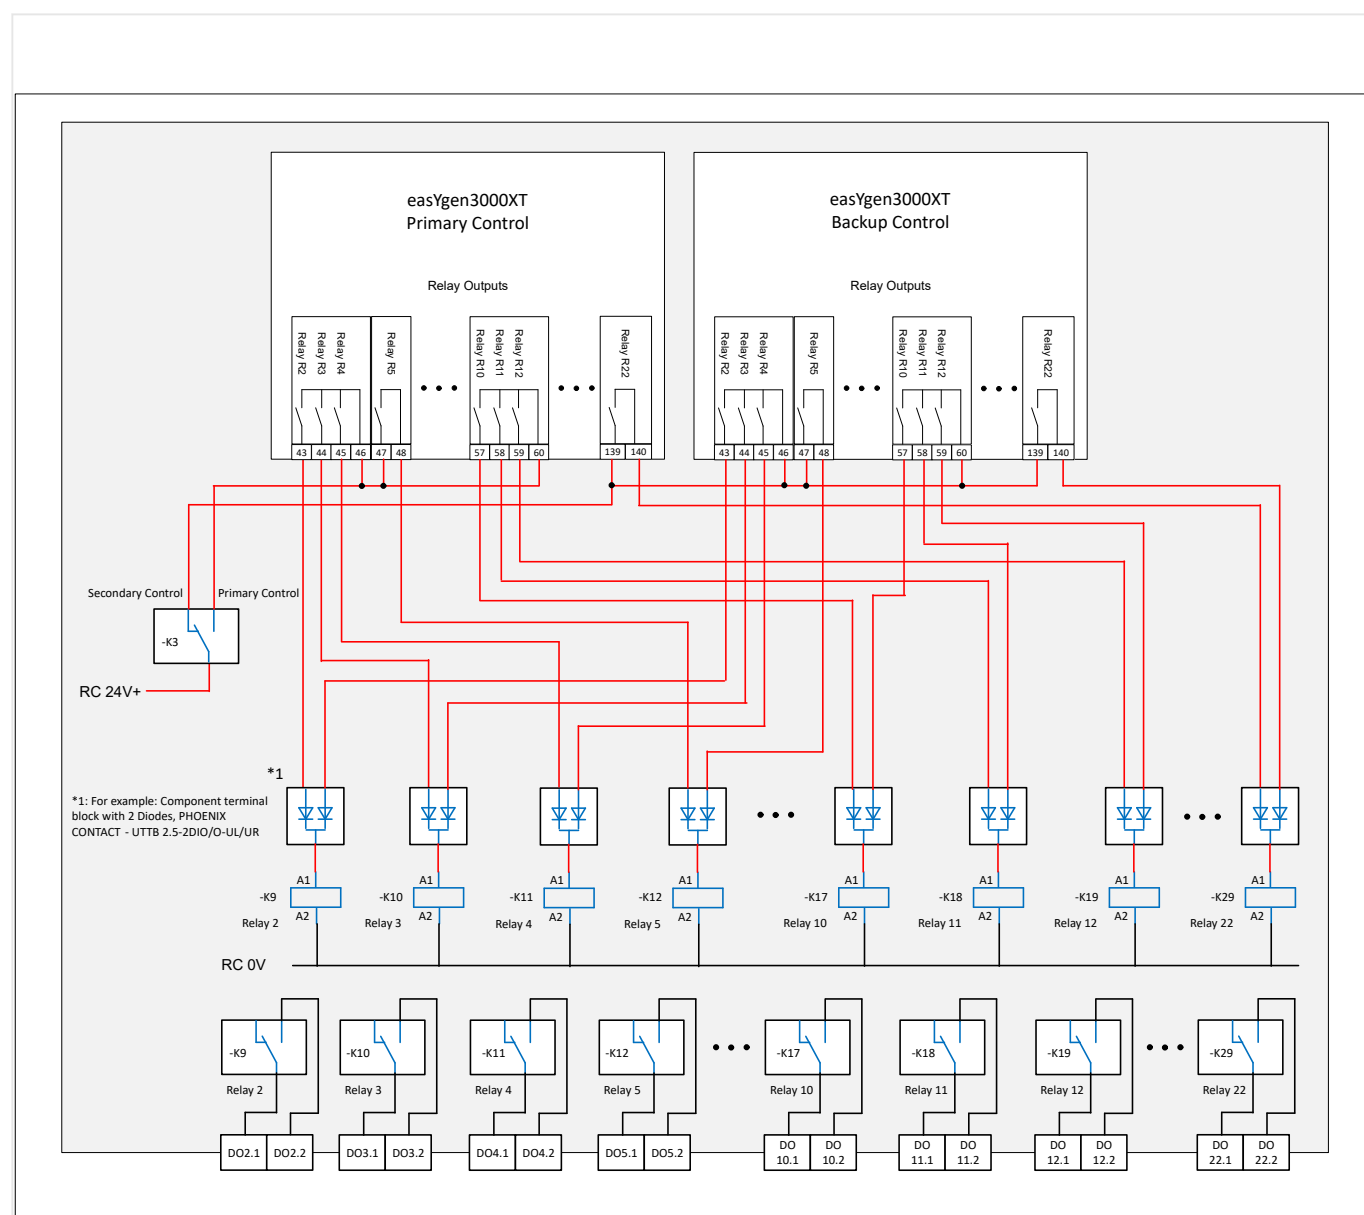 easYgen3000XT
Primary Control
easYgen3000XT
Backup Control
Relay Outputs
Relay Outputs
Relay R2
Relay R3
Relay R4
Relay R5
Relay R10
Relay R11
Relay R12
Relay R22
Relay R2
Relay R3
Relay R4
Relay R5
Relay R10
Relay R11
Relay R12
Relay R22
43 44 45 46 47 48 57 58 59 60 139 140
43 44 45 46 47 48 57 58 59 60 139 140
Secondary Control
Primary Control
-K3
RC 24V+
*1
*1: For example: Component terminal
block with 2 Diodes, PHOENIX
CONTACT - UTTB 2.5-2DIO/O-UL/UR
A1 A1 A1 A1 A1 A1 A1 A1
-K9 -K10 -K11 -K12 -K17 -K18 -K19 -K29
A2 A2 A2 A2 A2 A2 A2 A2
Relay 2 Relay 3 Relay 4 Relay 5 Relay 10 Relay 11 Relay 12 Relay 22
RC 0V
-K9 -K10 -K11 -K12 -K17 -K18 -K19 -K29
Relay 2 Relay 3 Relay 4 Relay 5 Relay 10 Relay 11 Relay 12 Relay 22
DO2.1 DO2.2 DO3.1 DO3.2 DO4.1 DO4.2 DO5.1 DO5.2
DO
10.1
DO
10.2
DO
11.1
DO
11.2
DO
12.1
DO
12.2
DO
22.1
DO
22.2